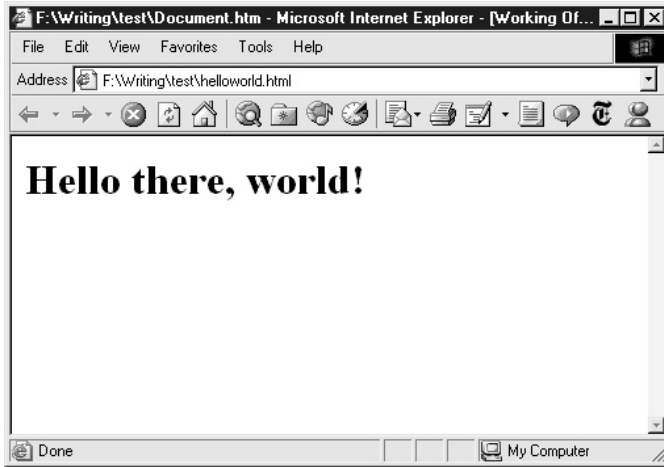 F:\Writing\test\Document.htm - Microsoft Internet Explorer - [Working Of...
File Edit View Favorites Tools Help
Address F:\Writing\test\helloworld.html
Hello there, world!
Done My Computer